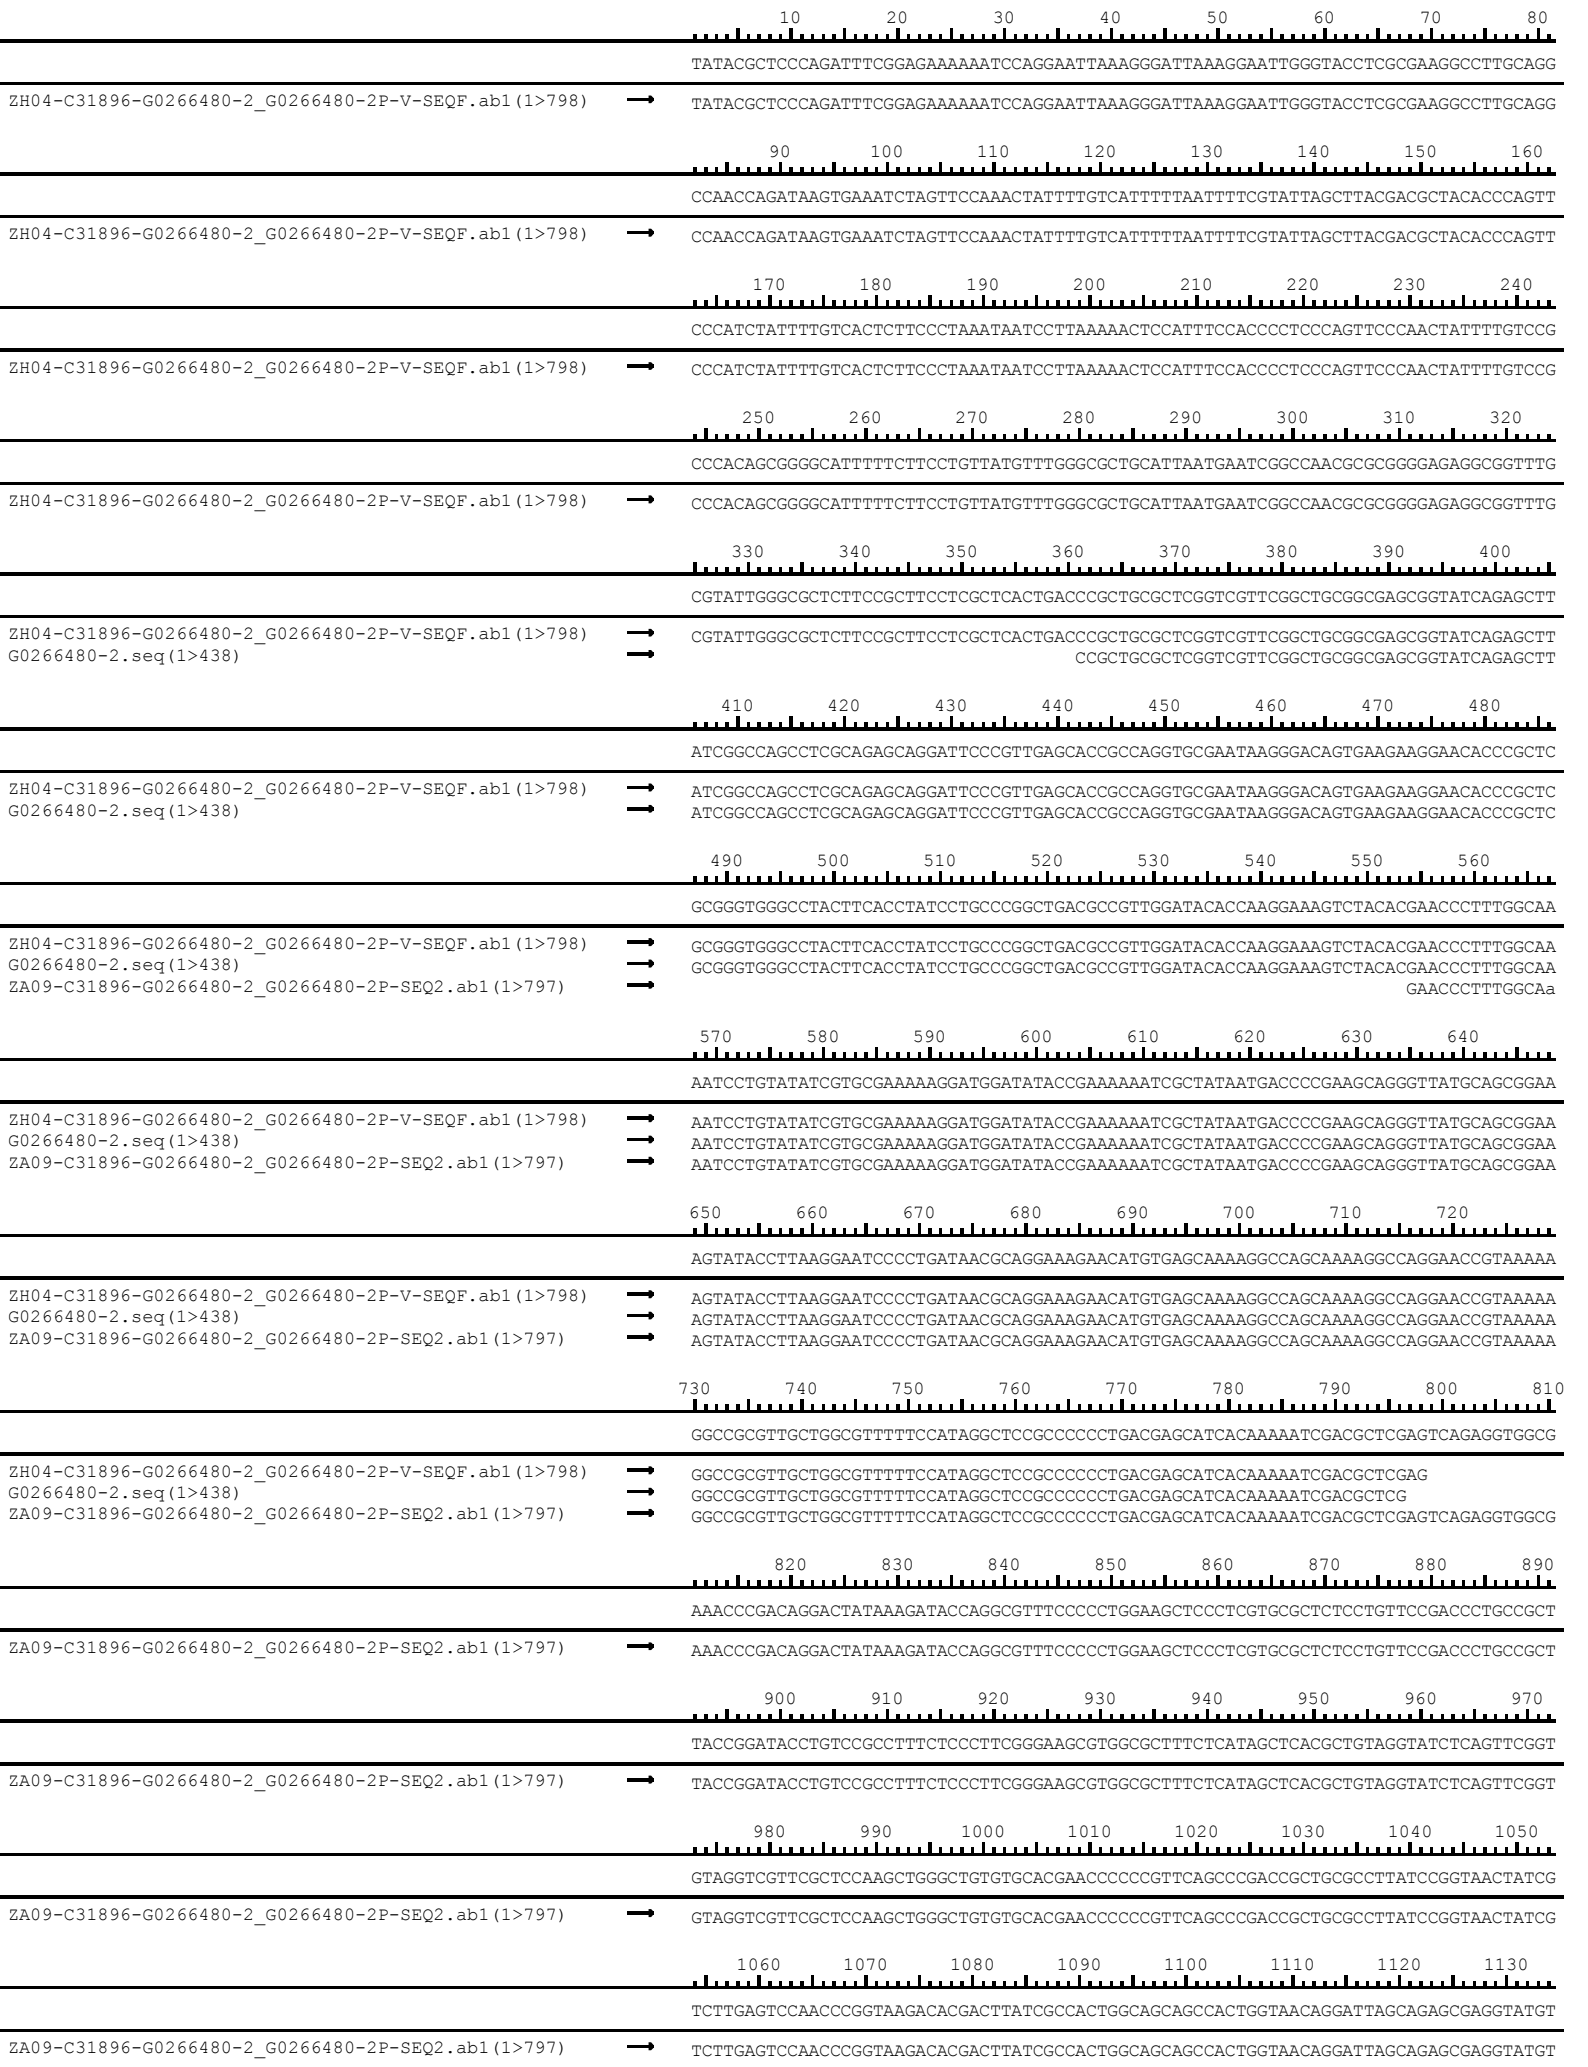 10 20 30 40 50 60 70 80
TATACGCTCCCAGATTTCGGAGAAAAAAATCCAGGAATTAAAGGGATTAAAGGAATTGGGTACCTCGCGAAGGCCTTGCAGG
ZH04-C31896-G0266480-2_G0266480-2P-V-SEQF.ab1(1>798) → TATACGCTCCCAGATTTCGGAGAAAAAAATCCAGGAATTAAAGGGATTAAAGGAATTGGGTACCTCGCGAAGGCCTTGCAGG
90 100 110 120 130 140 150 160
CCAACCAGATAAGTGAAATCTAGTTCCAAACTATTTTGTCATTTTTAATTTTCGTATTAGCTTACGACGCTACACCCAGTT
ZH04-C31896-G0266480-2_G0266480-2P-V-SEQF.ab1(1>798) → CCAACCAGATAAGTGAAATCTAGTTCCAAACTATTTTGTCATTTTTAATTTTCGTATTAGCTTACGACGCTACACCCAGTT
170 180 190 200 210 220 230 240
CCCATCTATTTTGTCACTCTTCCCTAAATAATCCTTAAAAACTCCATTTCCACCCCTCCCAGTTCCCAACTATTTTGTCCG
ZH04-C31896-G0266480-2_G0266480-2P-V-SEQF.ab1(1>798) → CCCATCTATTTTGTCACTCTTCCCTAAATAATCCTTAAAAACTCCATTTCCACCCCTCCCAGTTCCCAACTATTTTGTCCG
250 260 270 280 290 300 310 320
CCCACAGCGGGGCATTTTTCTTCCTGTTATGTTTGGGCGCTGCATTAATGAATCGGCCAACGCGCGGGGAGAGGCGGTTTG
ZH04-C31896-G0266480-2_G0266480-2P-V-SEQF.ab1(1>798) → CCCACAGCGGGGCATTTTTCTTCCTGTTATGTTTGGGCGCTGCATTAATGAATCGGCCAACGCGCGGGGAGAGGCGGTTTG
330 340 350 360 370 380 390 400
CGTATTGGGCGCTCTTCCGCTTCCTCGCTCACTGACCCGCTGCGCTCGGTCGTTCGGCTGCGGCGAGCGGTATCAGAGCTT
ZH04-C31896-G0266480-2_G0266480-2P-V-SEQF.ab1(1>798) → CGTATTGGGCGCTCTTCCGCTTCCTCGCTCACTGACCCGCTGCGCTCGGTCGTTCGGCTGCGGCGAGCGGTATCAGAGCTT
G0266480-2.seq(1>438) → CCGCTGCGCTCGGTCGTTCGGCTGCGGCGAGCGGTATCAGAGCTT
410 420 430 440 450 460 470 480
ATCGGCCAGCCTCGCAGAGCAGGATTCCCGTTGAGCACCGCCAGGTGCGAATAAGGGACAGTGAAGAAGGAACACCCGCTC
ZH04-C31896-G0266480-2_G0266480-2P-V-SEQF.ab1(1>798) → ATCGGCCAGCCTCGCAGAGCAGGATTCCCGTTGAGCACCGCCAGGTGCGAATAAGGGACAGTGAAGAAGGAACACCCGCTC
G0266480-2.seq(1>438) → ATCGGCCAGCCTCGCAGAGCAGGATTCCCGTTGAGCACCGCCAGGTGCGAATAAGGGACAGTGAAGAAGGAACACCCGCTC
490 500 510 520 530 540 550 560
GCGGGTGGGCCTACTTCACCTATCCTGCCCGGCTGACGCCGTTGGATACACCAAGGAAAGTCTACACGAACCCTTTGGCAA
ZH04-C31896-G0266480-2_G0266480-2P-V-SEQF.ab1(1>798) → GCGGGTGGGCCTACTTCACCTATCCTGCCCGGCTGACGCCGTTGGATACACCAAGGAAAGTCTACACGAACCCTTTGGCAA
G0266480-2.seq(1>438) → GCGGGTGGGCCTACTTCACCTATCCTGCCCGGCTGACGCCGTTGGATACACCAAGGAAAGTCTACACGAACCCTTTGGCAA
ZA09-C31896-G0266480-2_G0266480-2P-SEQ2.ab1(1>797) → GAACCCTTTGGCAa
570 580 590 600 610 620 630 640
AATCCTGTATATCGTGCGAAAAAGGATGGATATACCGAAAAAATCGCTATAATGACCCCGAAGCAGGGTTATGCAGCGGAA
ZH04-C31896-G0266480-2_G0266480-2P-V-SEQF.ab1(1>798) → AATCCTGTATATCGTGCGAAAAAGGATGGATATACCGAAAAAATCGCTATAATGACCCCGAAGCAGGGTTATGCAGCGGAA
G0266480-2.seq(1>438) → AATCCTGTATATCGTGCGAAAAAGGATGGATATACCGAAAAAATCGCTATAATGACCCCGAAGCAGGGTTATGCAGCGGAA
ZA09-C31896-G0266480-2_G0266480-2P-SEQ2.ab1(1>797) → AATCCTGTATATCGTGCGAAAAAGGATGGATATACCGAAAAAATCGCTATAATGACCCCGAAGCAGGGTTATGCAGCGGAA
650 660 670 680 690 700 710 720
AGTATACCTTAAGGAATCCCCTGATAACGCAGGAAAGAACATGTGAGCAAAAGGCCAGCAAAAGGCCAGGAACCGTAAAAA
ZH04-C31896-G0266480-2_G0266480-2P-V-SEQF.ab1(1>798) → AGTATACCTTAAGGAATCCCCTGATAACGCAGGAAAGAACATGTGAGCAAAAGGCCAGCAAAAGGCCAGGAACCGTAAAAA
G0266480-2.seq(1>438) → AGTATACCTTAAGGAATCCCCTGATAACGCAGGAAAGAACATGTGAGCAAAAGGCCAGCAAAAGGCCAGGAACCGTAAAAA
ZA09-C31896-G0266480-2_G0266480-2P-SEQ2.ab1(1>797) → AGTATACCTTAAGGAATCCCCTGATAACGCAGGAAAGAACATGTGAGCAAAAGGCCAGCAAAAGGCCAGGAACCGTAAAAA
730 740 750 760 770 780 790 800 810
GGCCGCGTTGCTGGCGTTTTTCCATAGGCTCCGCCCCCCTGACGAGCATCACAAAAATCGACGCTCGAGTCAGAGGTGGCG
ZH04-C31896-G0266480-2_G0266480-2P-V-SEQF.ab1(1>798) → GGCCGCGTTGCTGGCGTTTTTCCATAGGCTCCGCCCCCCTGACGAGCATCACAAAAATCGACGCTCGAG
G0266480-2.seq(1>438) → GGCCGCGTTGCTGGCGTTTTTCCATAGGCTCCGCCCCCCTGACGAGCATCACAAAAATCGACGCTCG
ZA09-C31896-G0266480-2_G0266480-2P-SEQ2.ab1(1>797) → GGCCGCGTTGCTGGCGTTTTTCCATAGGCTCCGCCCCCCTGACGAGCATCACAAAAATCGACGCTCGAGTCAGAGGTGGCG
820 830 840 850 860 870 880 890
AAACCCGACAGGACTATAAAGATACCAGGCGTTTCCCCCTGGAAGCTCCCTCGTGCGCTCTCCTGTTCCGACCCTGCCGCT
ZA09-C31896-G0266480-2_G0266480-2P-SEQ2.ab1(1>797) → AAACCCGACAGGACTATAAAGATACCAGGCGTTTCCCCCTGGAAGCTCCCTCGTGCGCTCTCCTGTTCCGACCCTGCCGCT
900 910 920 930 940 950 960 970
TACCGGATACCTGTCCGCCTTTCTCCCTTCGGGAAGCGTGGCGCTTTCTCATAGCTCACGCTGTAGGTATCTCAGTTCGGT
ZA09-C31896-G0266480-2_G0266480-2P-SEQ2.ab1(1>797) → TACCGGATACCTGTCCGCCTTTCTCCCTTCGGGAAGCGTGGCGCTTTCTCATAGCTCACGCTGTAGGTATCTCAGTTCGGT
980 990 1000 1010 1020 1030 1040 1050
GTAGGTCGTTCGCTCCAAGCTGGGCTGTGTGCACGAACCCCCCGTTCAGCCCGACCGCTGCGCCTTATCCGGTAACTATCG
ZA09-C31896-G0266480-2_G0266480-2P-SEQ2.ab1(1>797) → GTAGGTCGTTCGCTCCAAGCTGGGCTGTGTGCACGAACCCCCCGTTCAGCCCGACCGCTGCGCCTTATCCGGTAACTATCG
1060 1070 1080 1090 1100 1110 1120 1130
TCTTGAGTCCAACCCGGTAAGACACGACTTATCGCCACTGGCAGCAGCCACTGGTAACAGGATTAGCAGAGCGAGGTATGT
ZA09-C31896-G0266480-2_G0266480-2P-SEQ2.ab1(1>797) → TCTTGAGTCCAACCCGGTAAGACACGACTTATCGCCACTGGCAGCAGCCACTGGTAACAGGATTAGCAGAGCGAGGTATGT